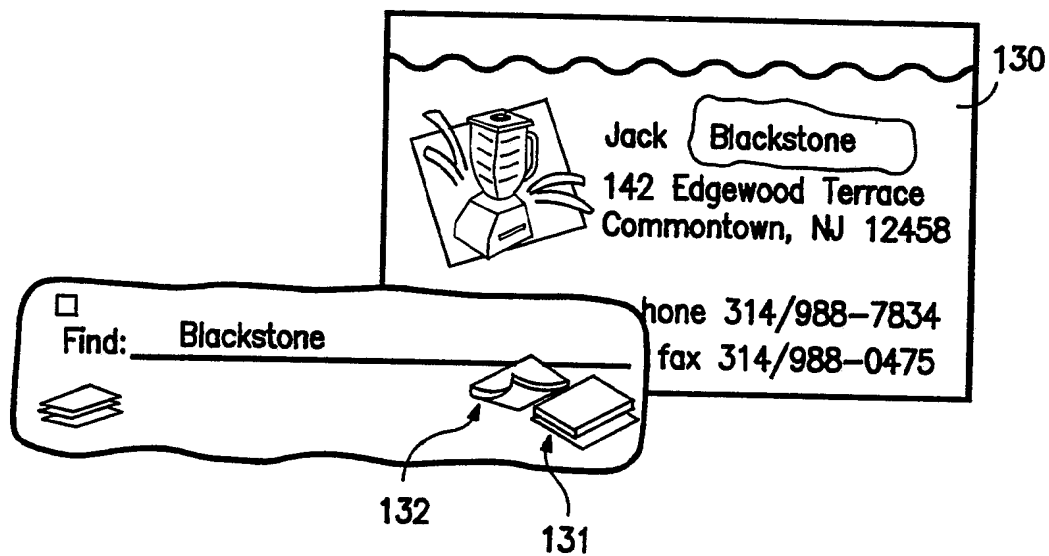 130
Jack Blackstone
142 Edgewood Terrace
Commontown, NJ 12458
hone 314/988-7834
fax 314/988-0475
Find: Blackstone
132
131